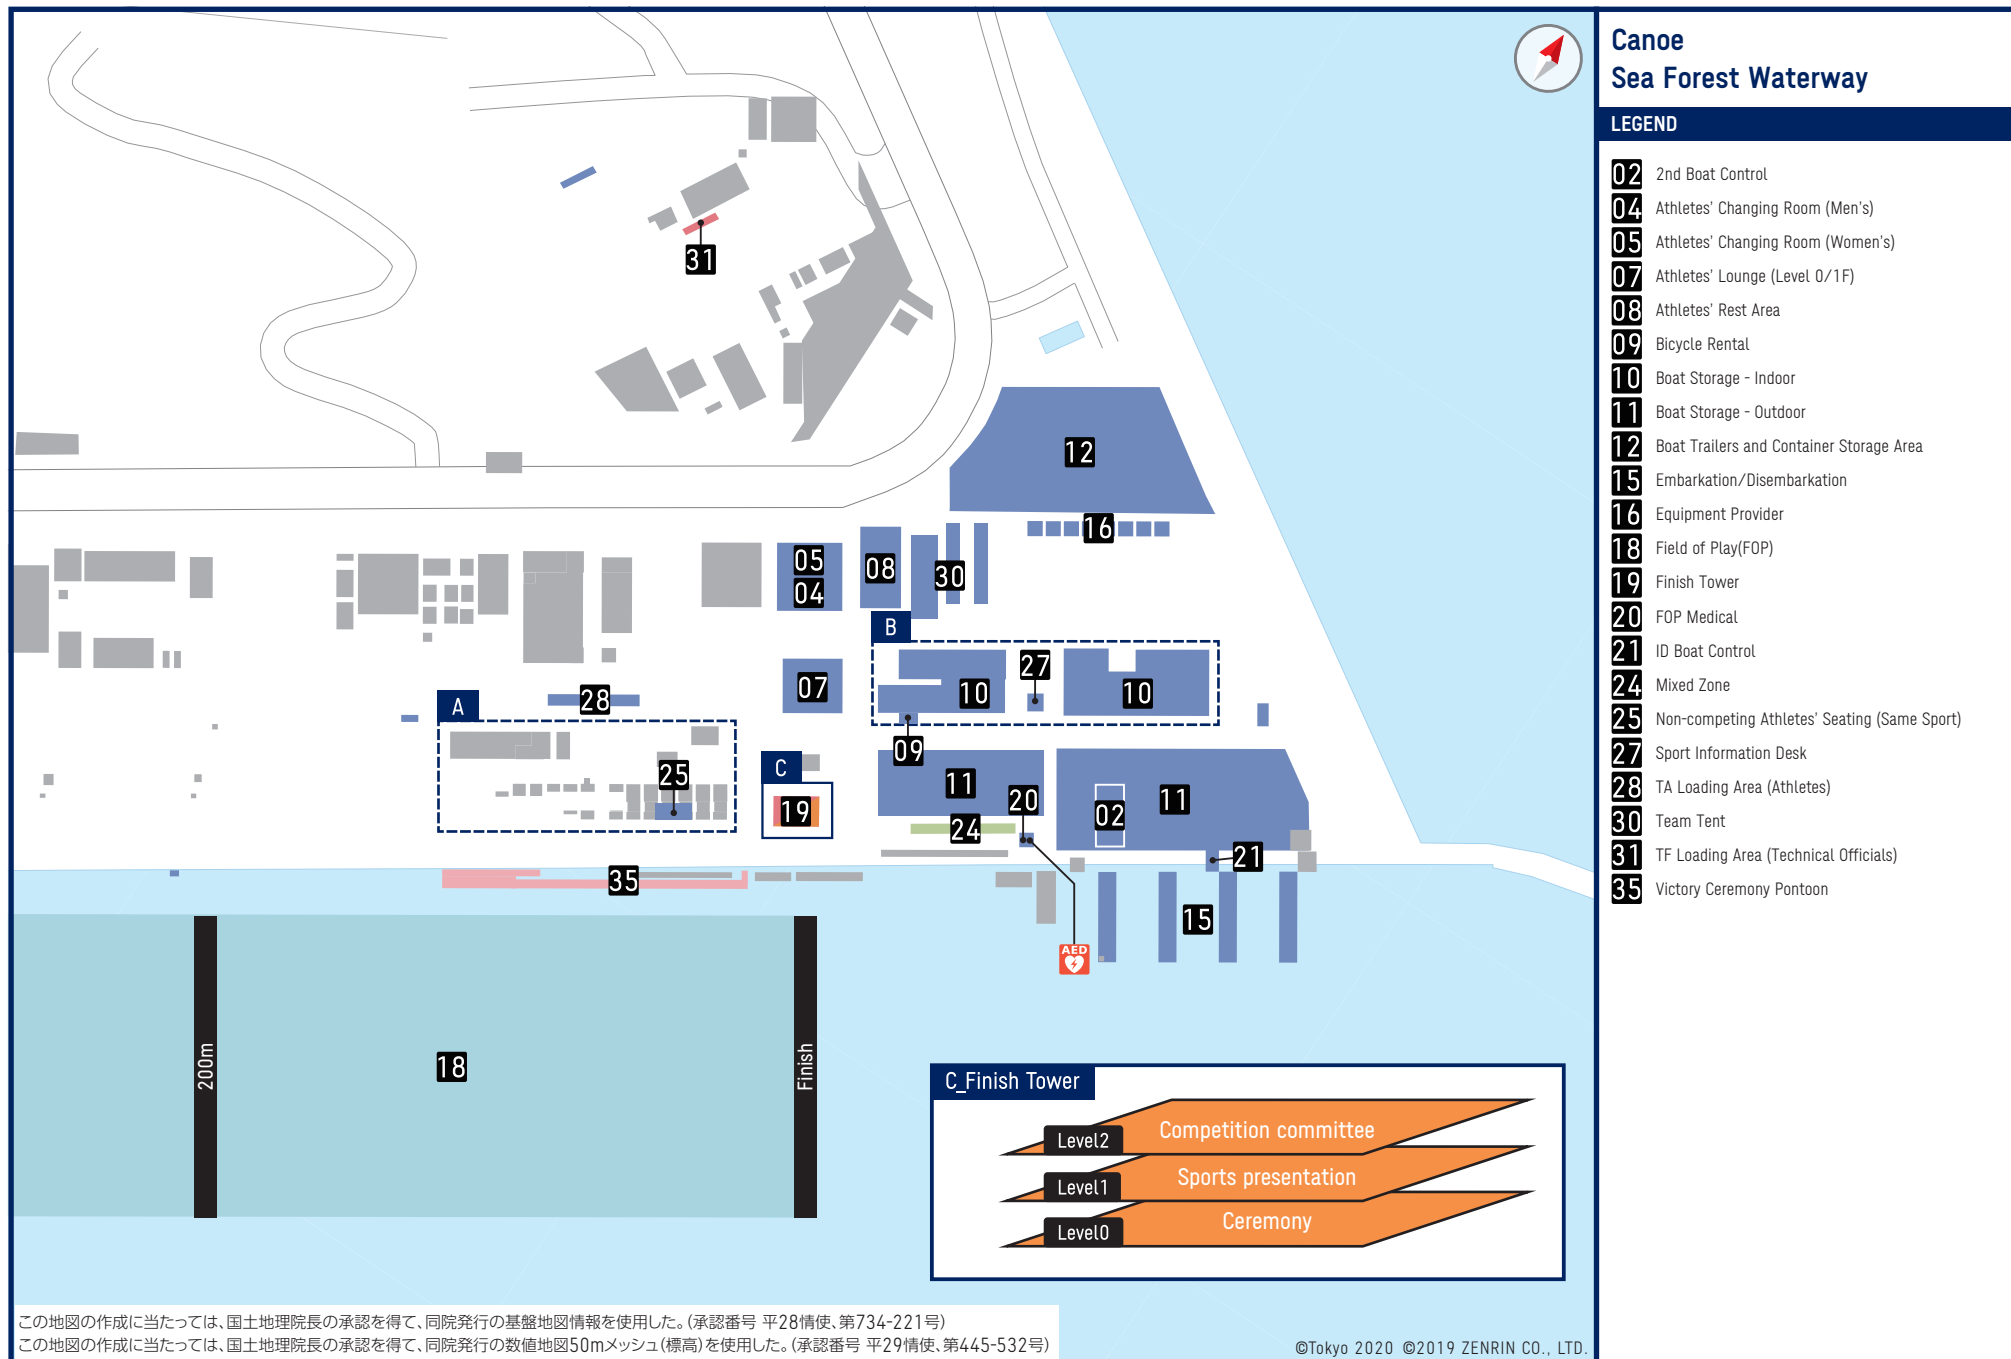 Canoe
Sea Forest Waterway
LEGEND
02 2nd Boat Control
04 Athletes' Changing Room (Men's)
05 Athletes' Changing Room (Women's)
07 Athletes' Lounge (Level 0/1F)
08 Athletes' Rest Area
09 Bicycle Rental
10 Boat Storage - Indoor
11 Boat Storage - Outdoor
12 Boat Trailers and Container Storage Area
15 Embarkation/Disembarkation
16 Equipment Provider
18 Field of Play(FOP)
19 Finish Tower
20 FOP Medical
21 ID Boat Control
24 Mixed Zone
25 Non-competing Athletes' Seating (Same Sport)
27 Sport Information Desk
28 TA Loading Area (Athletes)
30 Team Tent
31 TF Loading Area (Technical Officials)
35 Victory Ceremony Pontoon
31
12
16
05
04
08
30
B
27
10
10
07
28
A
09
25
C
19
11
20
02
11
24
21
35
15
AED
200m
18
Finish
C_Finish Tower
Level2 Competition committee
Level1 Sports presentation
Level0 Ceremony
この地図の作成に当たっては、国土地理院長の承認を得て、同院発行の基盤地図情報を使用した。(承認番号 平28情使、第734-221号)
この地図の作成に当たっては、国土地理院長の承認を得て、同院発行の数値地図50mメッシュ(標高)を使用した。(承認番号 平29情使、第445-532号)
©Tokyo 2020 ©2019 ZENRIN CO., LTD.